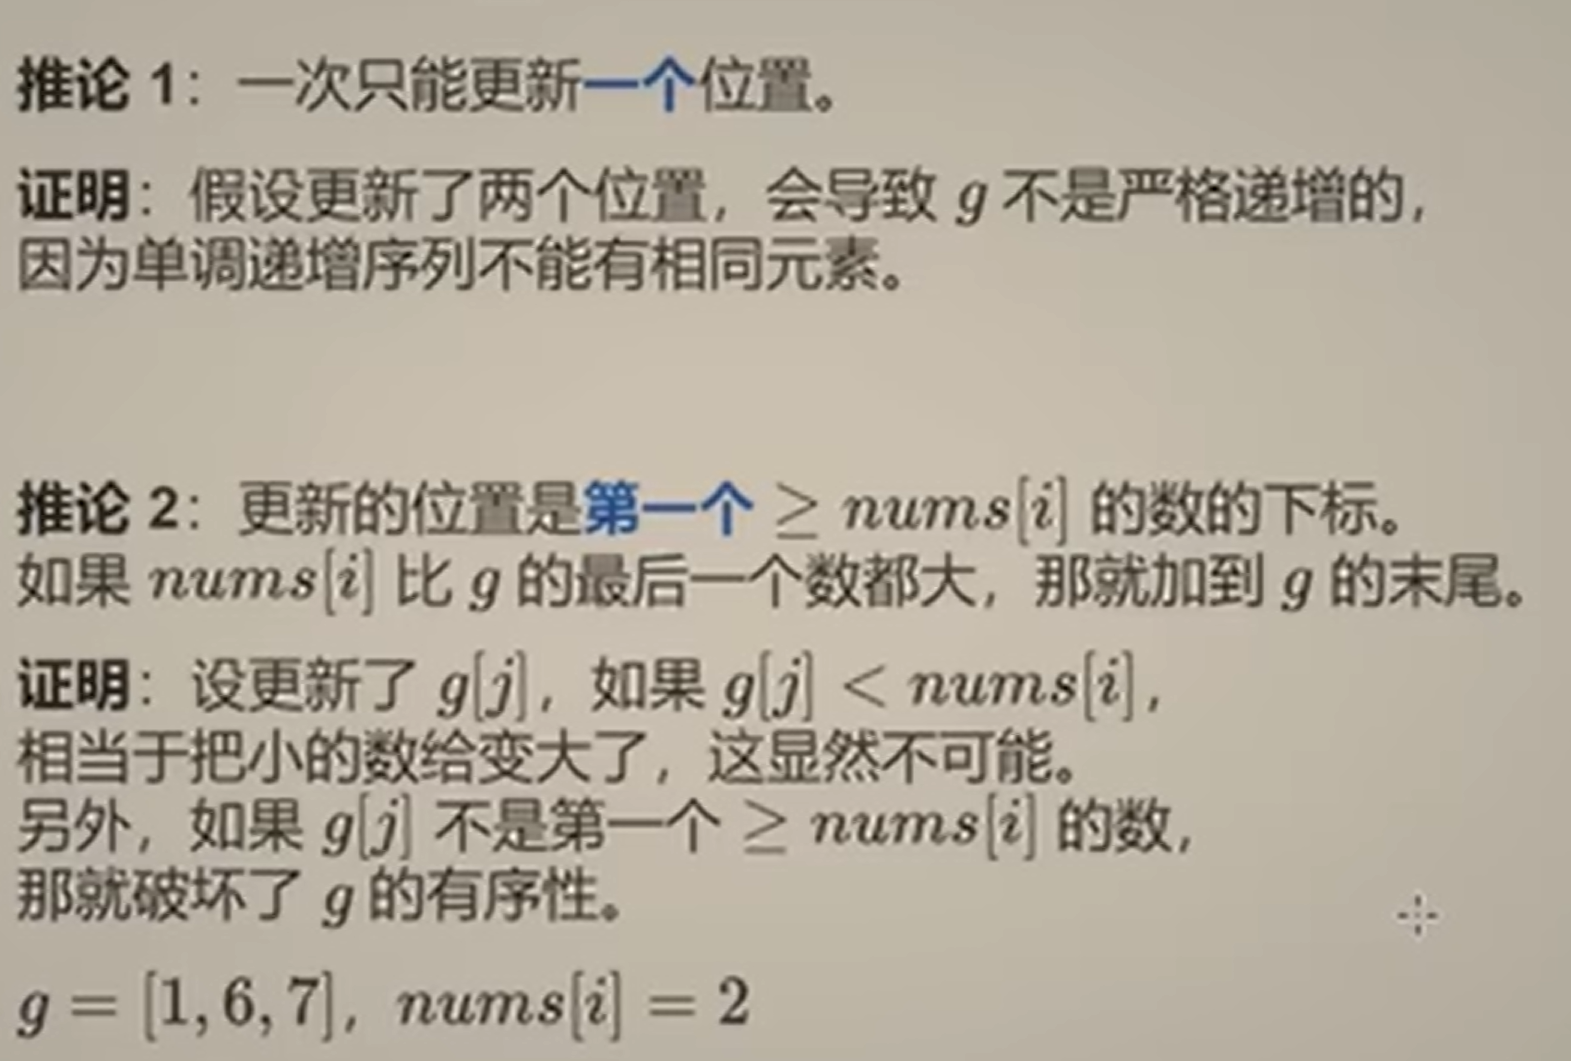 推论 1：一次只能更新一个位置。
证明：假设更新了两个位置，会导致 g 不是严格递增的，
因为单调递增序列不能有相同元素。
推论 2：更新的位置是第一个 ≥ nums[i] 的数的下标。
如果 nums[i] 比 g 的最后一个数都大，那就加到 g 的末尾。
证明：设更新了 g[j]，如果 g[j] < nums[i]，
相当于把小的数给变大了，这显然不可能。
另外，如果 g[j] 不是第一个 ≥ nums[i] 的数，
那就破坏了 g 的有序性。
g = [1, 6, 7]，nums[i] = 2